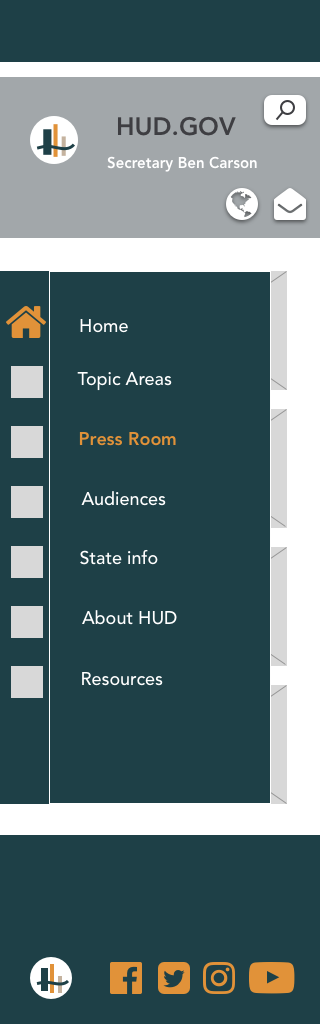 HUD.GOV
Secretary Ben Carson
Home
Topic Areas
Press Room
Audiences
State info
About HUD
Resources